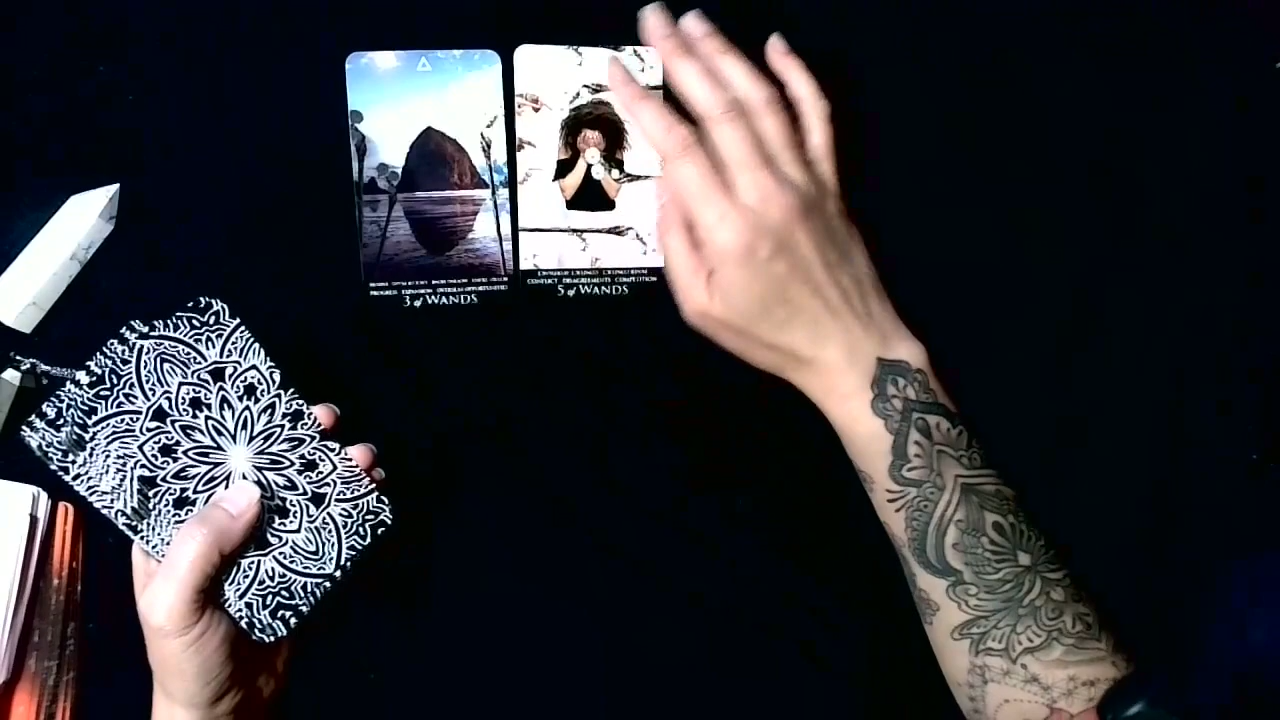 PROGRESS EXPANSION OVERSEAS OPPORTUNITIES
3 of WANDS
CONFLICT DISAGREEMENTS COMPETITION
5 of WANDS